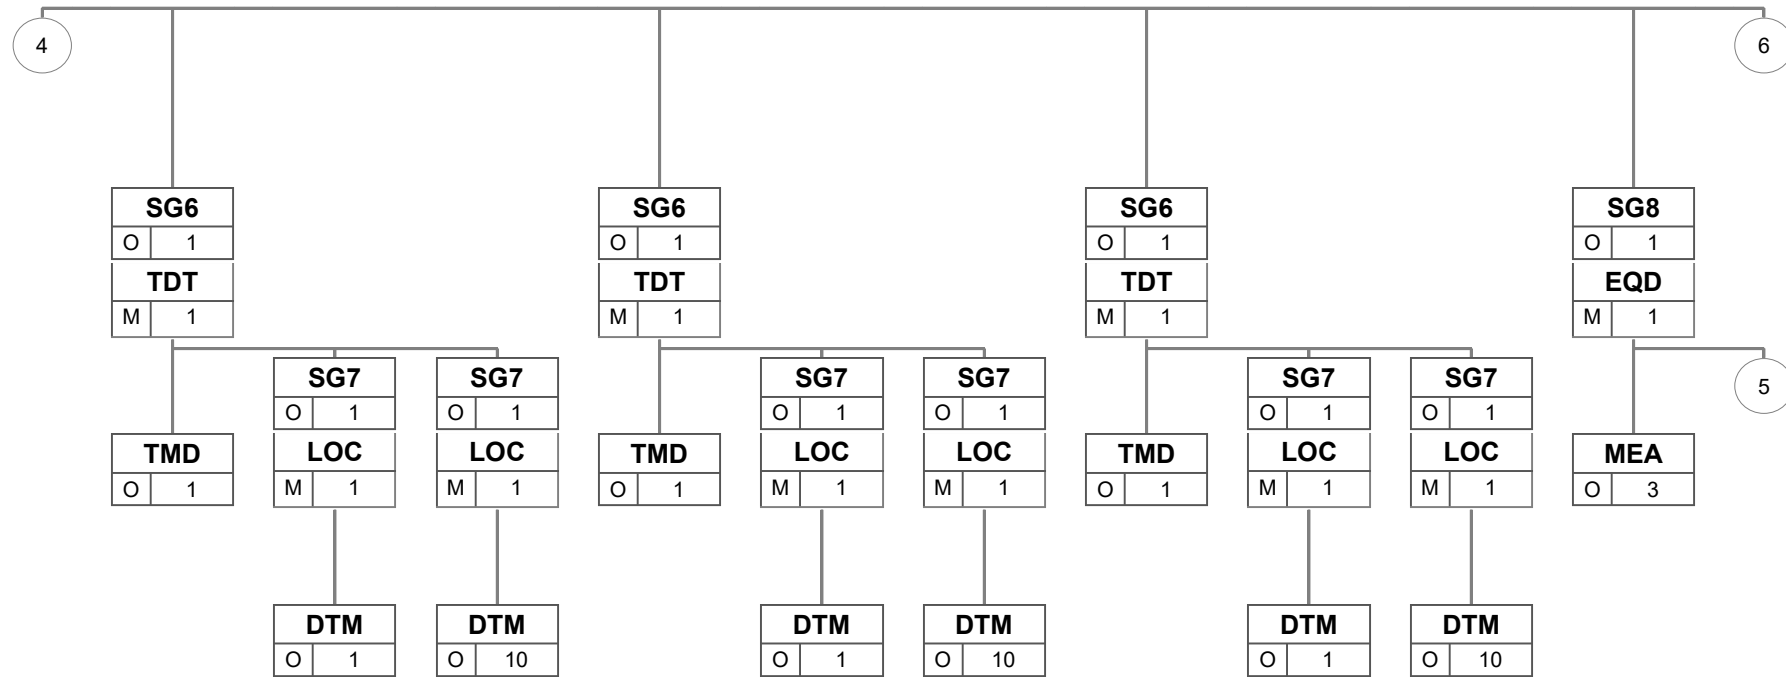 4
6
SG6 SG6 SG6 SG8
O 1 O 1 O 1 O 1
TDT TDT TDT EQD
M 1 M 1 M 1 M 1
SG7 SG7 SG7 SG7 SG7 SG7
5
O 1 O 1 O 1 O 1 O 1 O 1
TMD LOC LOC TMD LOC LOC TMD LOC LOC MEA
O 1 M 1 M 1 O 1 M 1 M 1 O 1 M 1 M 1 O 3
DTM DTM DTM DTM DTM DTM
O 1 O 10 O 1 O 10 O 1 O 10